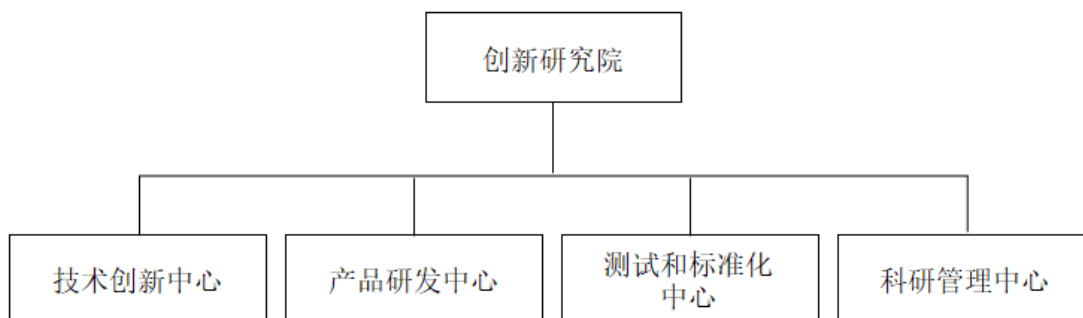 创新研究院
技术创新中心
产品研发中心
测试和标准化
中心
科研管理中心